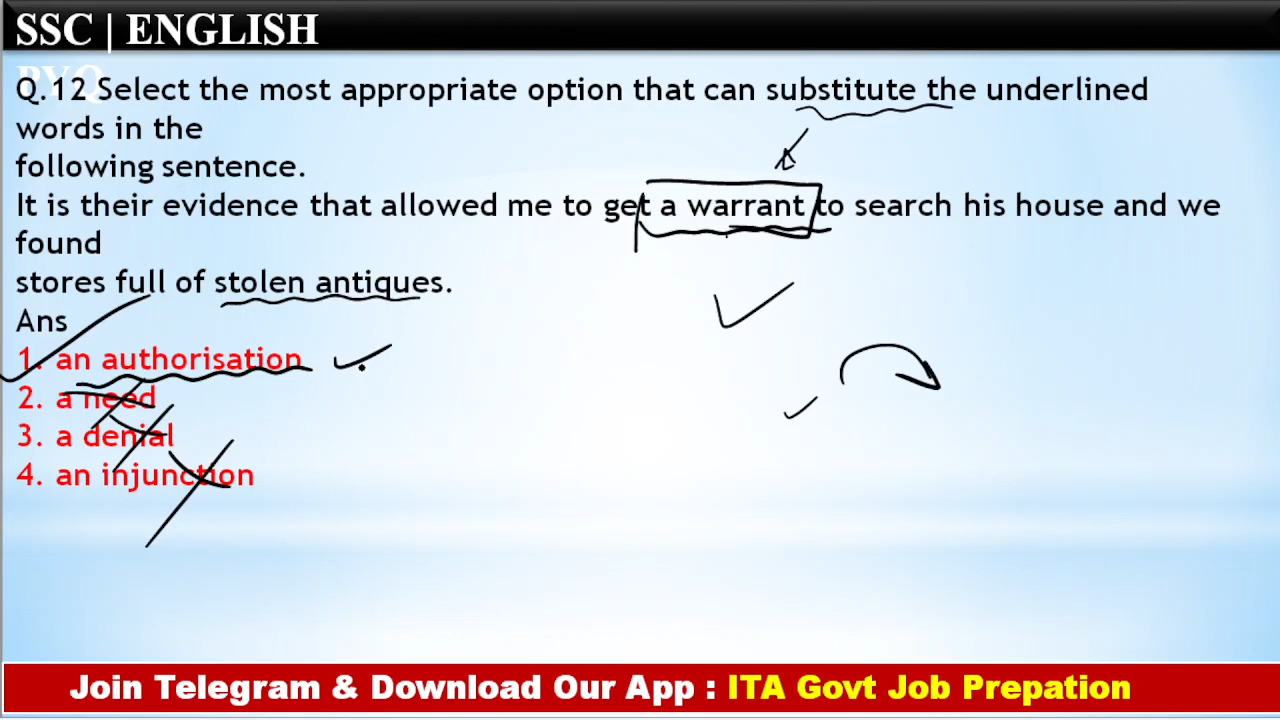 SSC | ENGLISH
PYQ
Q.12 Select the most appropriate option that can substitute the underlined
words in the
following sentence.
It is their evidence that allowed me to get a warrant to search his house and we
found
stores full of stolen antiques.
Ans
1. an authorisation
2. a need
3. a denial
4. an injunction
Join Telegram & Download Our App : ITA Govt Job Prepation